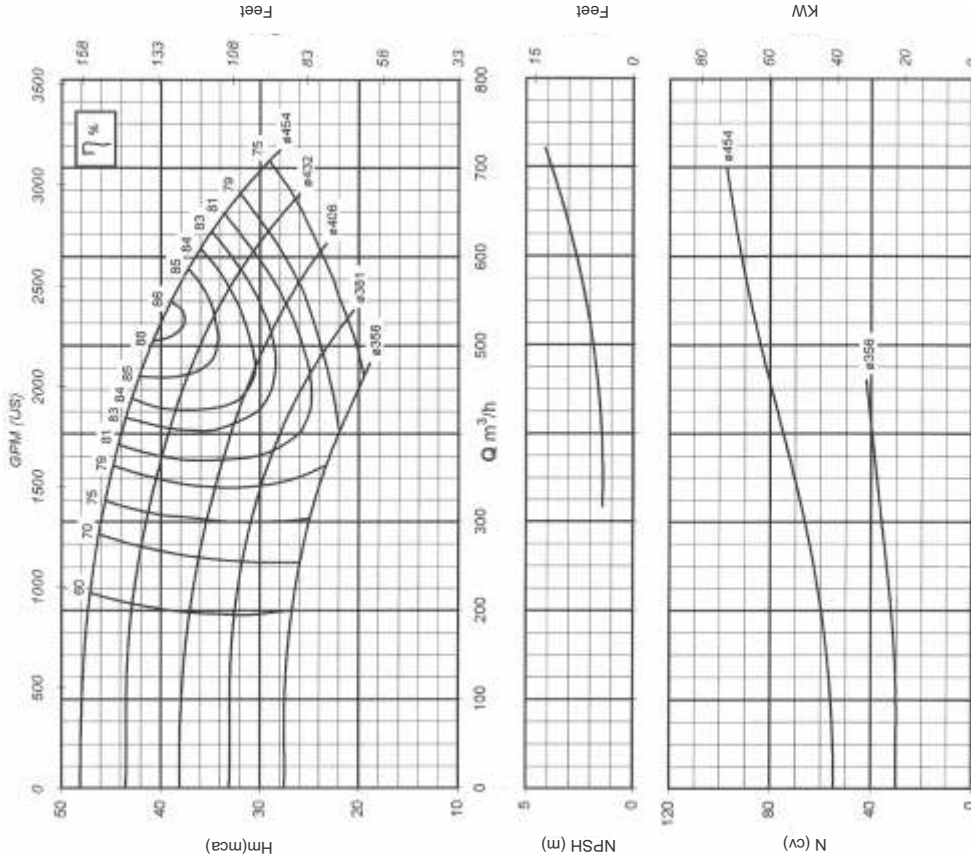 GPM (US)
0 500 1000 1500 2000 2500 3000 3500
Hm(mca)
50
40
30
20
10
Feet
158
133
108
83
58
33
η %
60 70 75 79 81 83 84 85 86 86 85 84 83 81 79 75
ø454
ø432
ø406
ø381
ø356
0 100 200 300 Q m³/h 500 600 700 800
NPSH (m)
5
0
Feet
15
0
N (cv)
120
80
40
0
KW
80
60
40
20
0
ø454
ø356